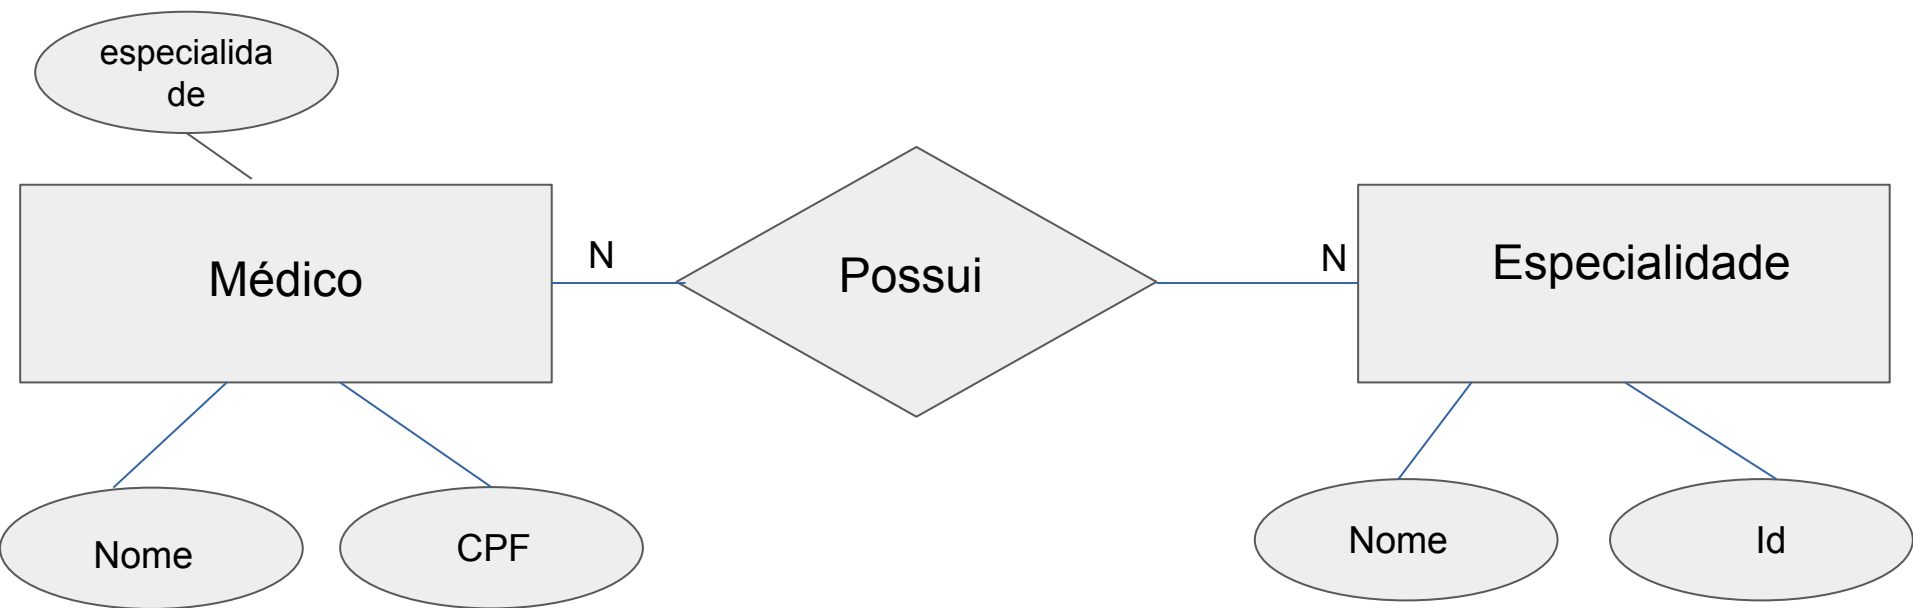 especialida
de
Médico
N
Possui
N
Especialidade
Nome
CPF
Nome
Id